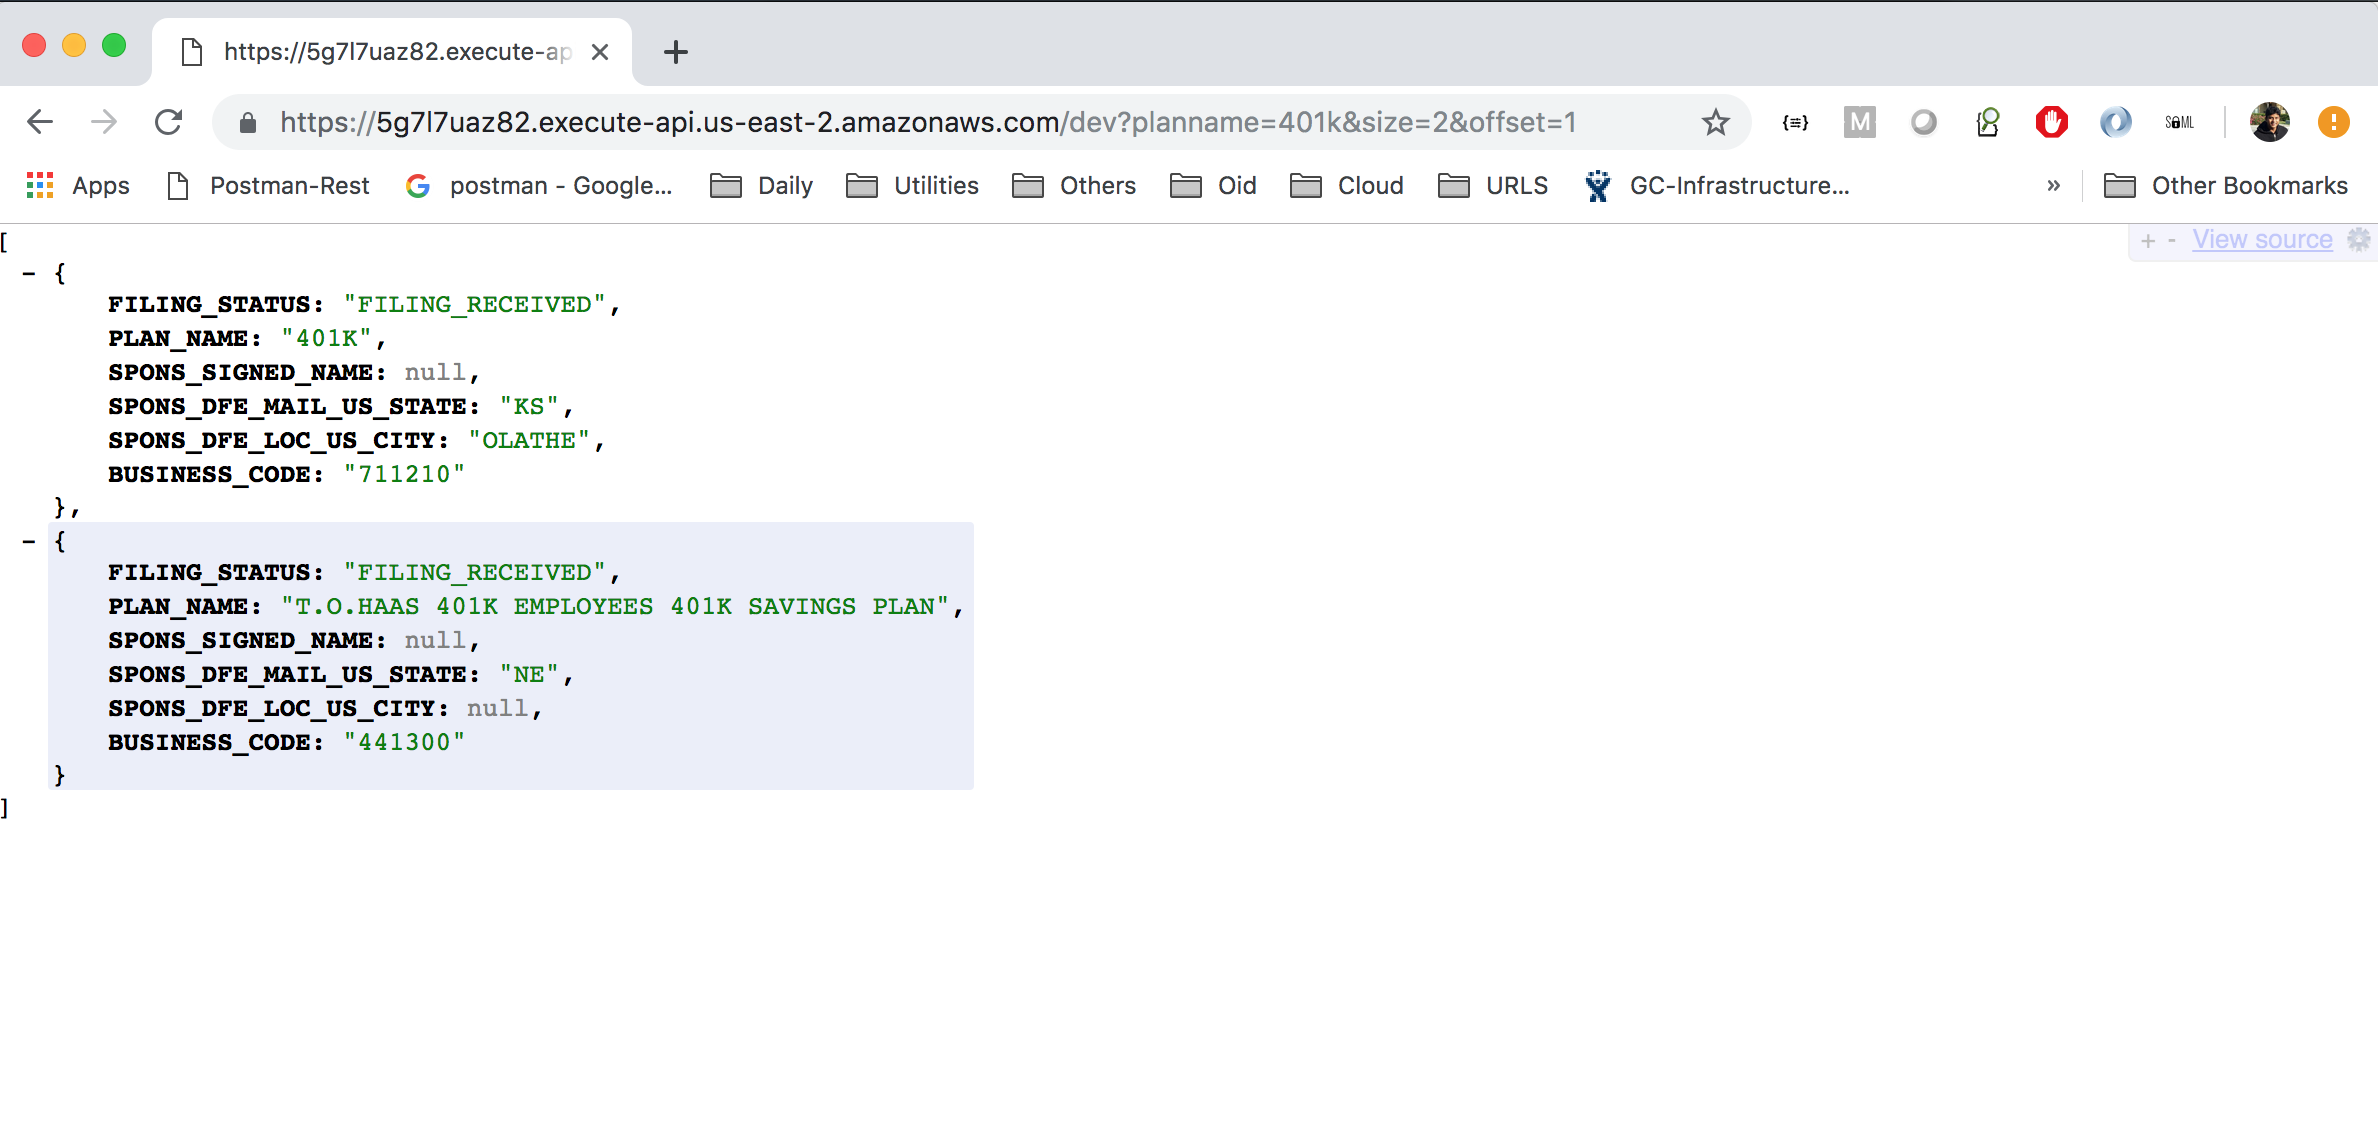 https://5g7l7uaz82.execute-ap
https://5g7l7uaz82.execute-api.us-east-2.amazonaws.com/dev?planname=401k&size=2&offset=1
{≡} M SAML
Apps Postman-Rest postman - Google... Daily Utilities Others Oid Cloud URLS GC-Infrastructure... » Other Bookmarks
+ - View source
[
- {
FILING_STATUS: "FILING_RECEIVED",
PLAN_NAME: "401K",
SPONS_SIGNED_NAME: null,
SPONS_DFE_MAIL_US_STATE: "KS",
SPONS_DFE_LOC_US_CITY: "OLATHE",
BUSINESS_CODE: "711210"
},
- {
FILING_STATUS: "FILING_RECEIVED",
PLAN_NAME: "T.O.HAAS 401K EMPLOYEES 401K SAVINGS PLAN",
SPONS_SIGNED_NAME: null,
SPONS_DFE_MAIL_US_STATE: "NE",
SPONS_DFE_LOC_US_CITY: null,
BUSINESS_CODE: "441300"
}
]